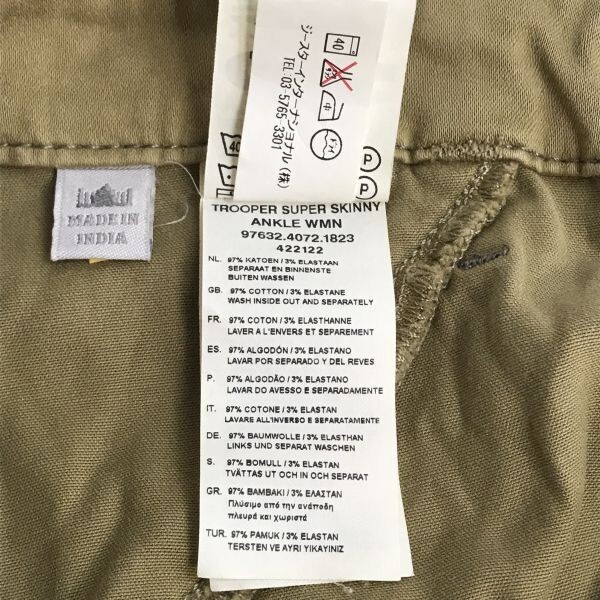 40
ジースターインターナショナル(株)
TEL:03-5765-3301
40
P
P
MADE IN
INDIA
TROOPER SUPER SKINNY
ANKLE WMN
97632.4072.1823
422122
NL. 97% KATOEN / 3% ELASTAAN
SEPARAAT EN BINNENSTE
BUITEN WASSEN
GB. 97% COTTON / 3% ELASTANE
WASH INSIDE OUT AND SEPARATELY
FR. 97% COTON / 3% ELASTHANNE
LAVER A L'ENVERS ET SEPAREMENT
ES. 97% ALGODÓN / 3% ELASTANO
LAVAR POR SEPARADO Y DEL REVES
P. 97% ALGODÃO / 3% ELASTANO
LAVAR DO AVESSO E SEPARADAMENTE
IT. 97% COTONE / 3% ELASTAN
LAVARE ALL'INVERSO E SEPARATAMENTE
DE. 97% BAUMWOLLE / 3% ELASTHAN
LINKS UND SEPARAT WASCHEN
S. 97% BOMULL / 3% ELASTAN
TVÄTTAS UT OCH IN OCH SEPARAT
GR. 97% BAMBAKI / 3% ΕΛΑΣΤΑΝ
Πλύσιμο από την ανάποδη
πλευρά και χωριστά
TUR. 97% PAMUK / 3% ELASTAN
TERSTEN VE AYRI YIKAYINIZ